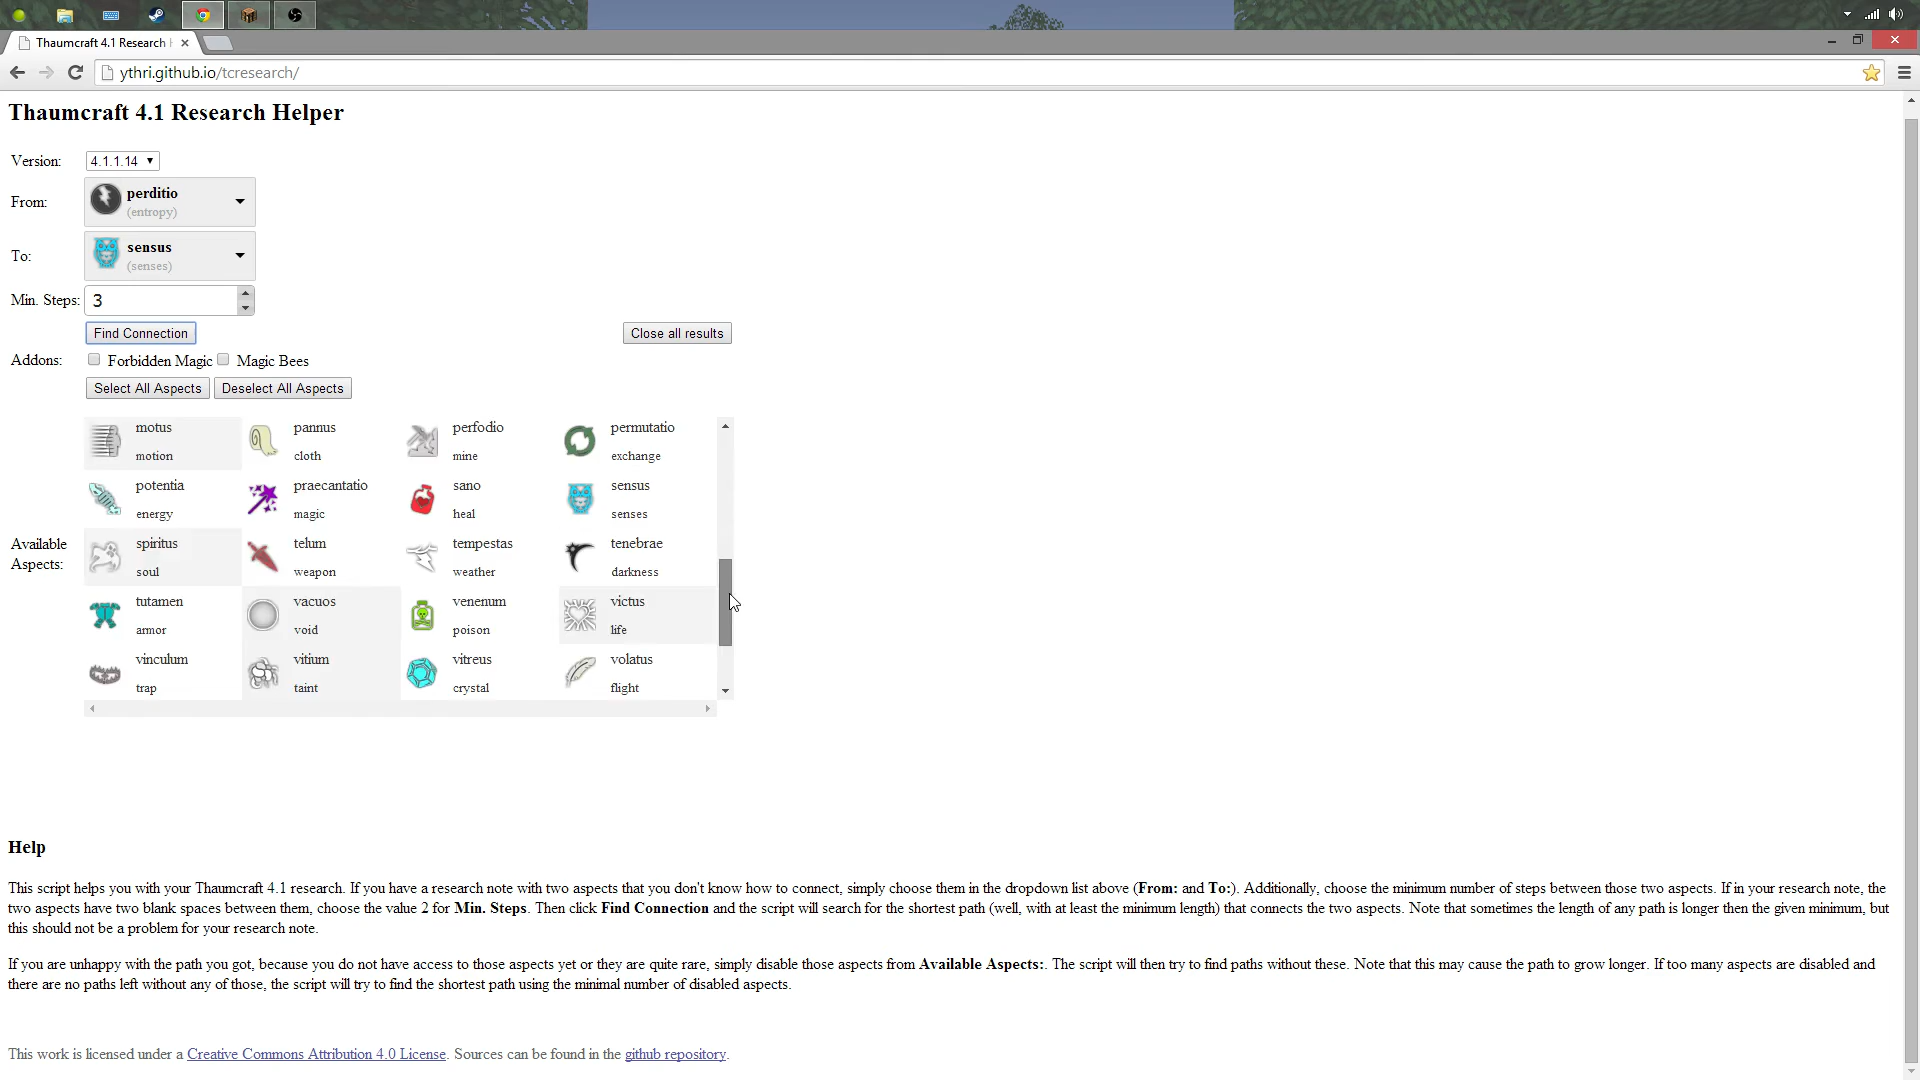 Thaumcraft 4.1 Research H
ythri.github.io/tcresearch/
Thaumcraft 4.1 Research Helper
Version: 4.1.1.14
From: perditio
(entropy)
To: sensus
(senses)
Min. Steps: 3
Find Connection Close all results
Addons: Forbidden Magic Magic Bees
Select All Aspects Deselect All Aspects
Available
Aspects:
motus pannus perfodio permutatio
motion cloth mine exchange
potentia praecantatio sano sensus
energy magic heal senses
spiritus telum tempestas tenebrae
soul weapon weather darkness
tutamen vacuos venenum victus
armor void poison life
vinculum vitium vitreus volatus
trap taint crystal flight
Help
This script helps you with your Thaumcraft 4.1 research. If you have a research note with two aspects that you don't know how to connect, simply choose them in the dropdown list above (From: and To:). Additionally, choose the minimum number of steps between those two aspects. If in your research note, the
two aspects have two blank spaces between them, choose the value 2 for Min. Steps. Then click Find Connection and the script will search for the shortest path (well, with at least the minimum length) that connects the two aspects. Note that sometimes the length of any path is longer then the given minimum, but
this should not be a problem for your research note.
If you are unhappy with the path you got, because you do not have access to those aspects yet or they are quite rare, simply disable those aspects from Available Aspects:. The script will then try to find paths without these. Note that this may cause the path to grow longer. If too many aspects are disabled and
there are no paths left without any of those, the script will try to find the shortest path using the minimal number of disabled aspects.
This work is licensed under a Creative Commons Attribution 4.0 License. Sources can be found in the github repository.